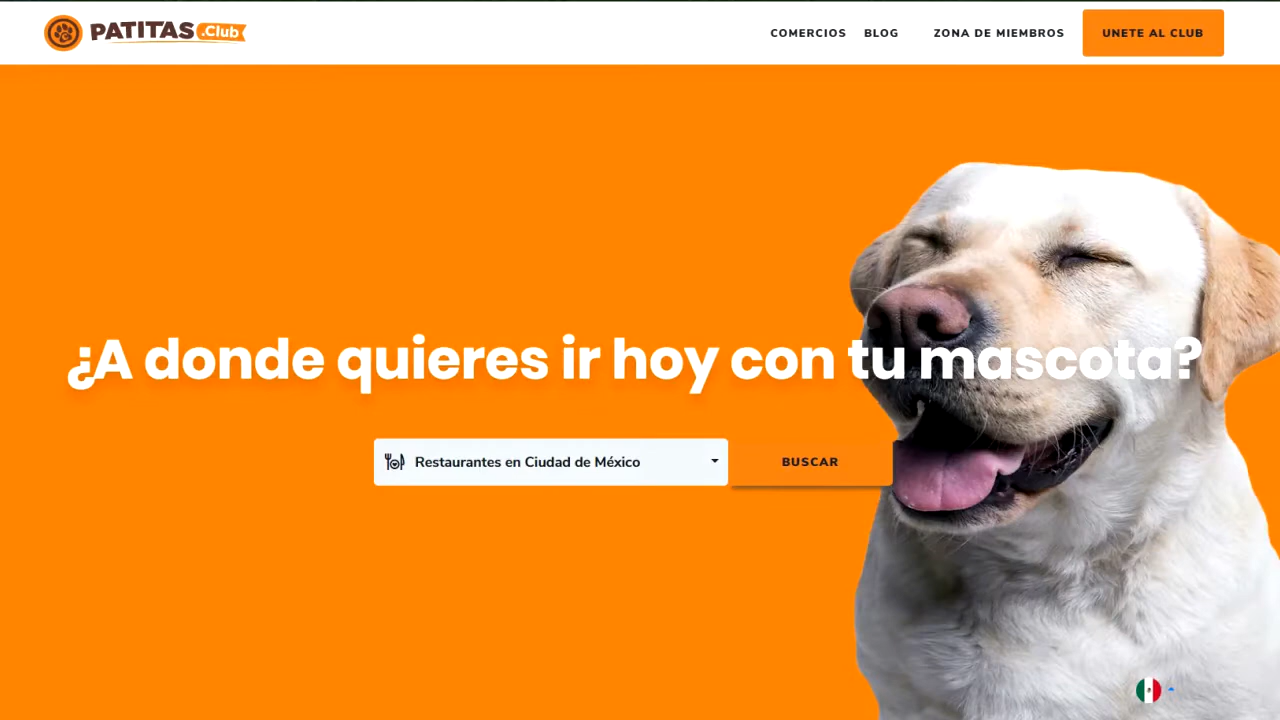 PATITAS .Club
COMERCIOS BLOG ZONA DE MIEMBROS UNETE AL CLUB
¿A donde quieres ir hoy con tu mascota?
Restaurantes en Ciudad de México
BUSCAR